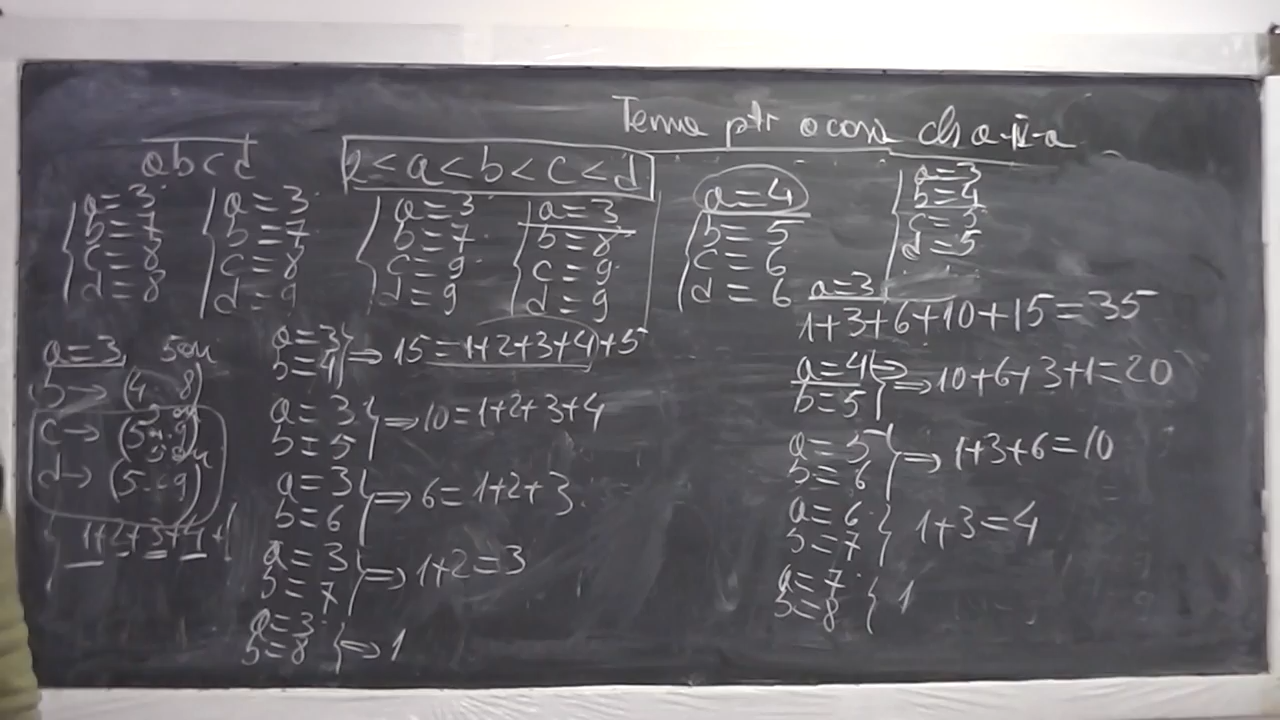 Tema ptr acasă cls a-II-a
abcd
2 < a < b < c < d
a = 3
b = 7
c = 8
d = 8
a = 3
b = 7
c = 8
d = 9
a = 3
b = 7
c = 9
d = 9
a = 3
b = 8
c = 9
d = 9
a = 4
b = 5
c = 6
d = 6
a = 3
b = 4
c = 5
d = 5
a = 3
b → (4 8)
c → (5 9)
d → (5 9)
1+2+3+4+
a = 3
b = 4 ⇒ 15 = 1+2+3+4+5
a = 3
b = 5 ⇒ 10 = 1+2+3+4
a = 3
b = 6 ⇒ 6 = 1+2+3
a = 3
b = 7 ⇒ 1+2 = 3
a = 3
b = 8 ⇒ 1
a = 3
1+3+6+10+15 = 35
a = 4
b = 5 ⇒ 10+6+3+1 = 20
a = 5
b = 6 ⇒ 1+3+6 = 10
a = 6
b = 7 1+3 = 4
a = 7
b = 8 1